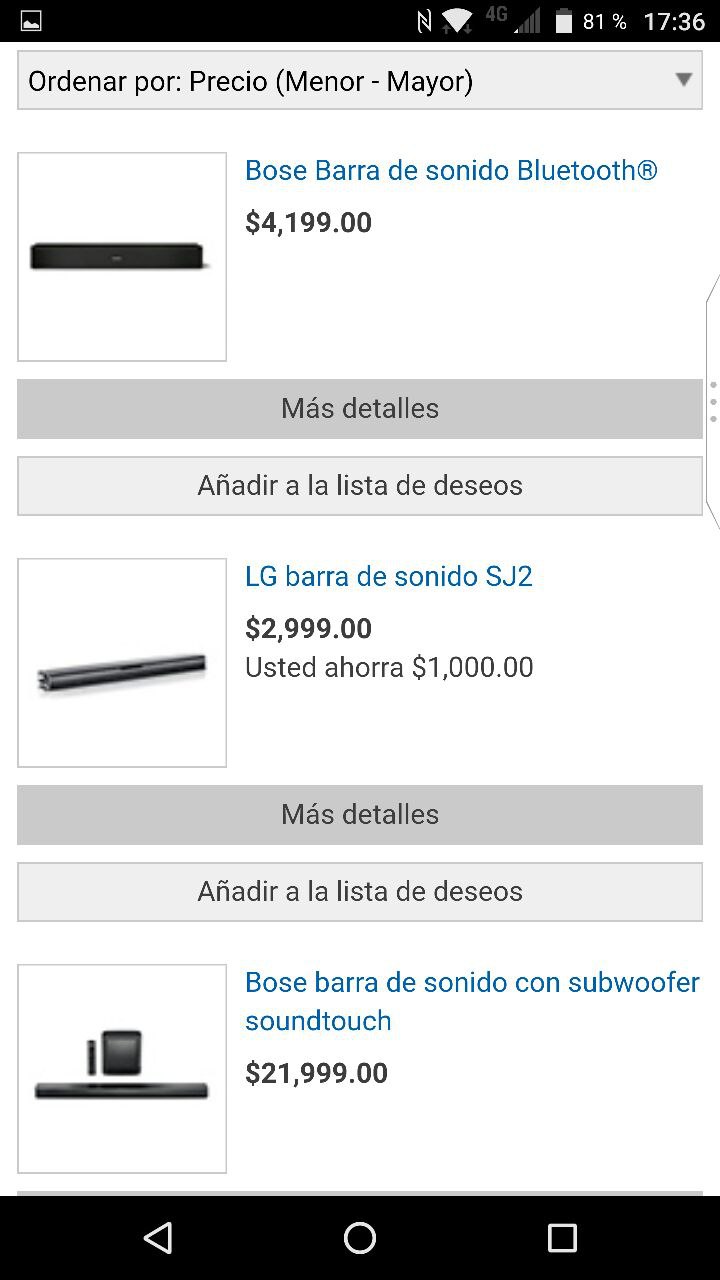 4G 81 % 17:36
Ordenar por: Precio (Menor - Mayor)
Bose Barra de sonido Bluetooth®
$4,199.00
Más detalles
Añadir a la lista de deseos
LG barra de sonido SJ2
$2,999.00
Usted ahorra $1,000.00
Más detalles
Añadir a la lista de deseos
Bose barra de sonido con subwoofer
soundtouch
$21,999.00